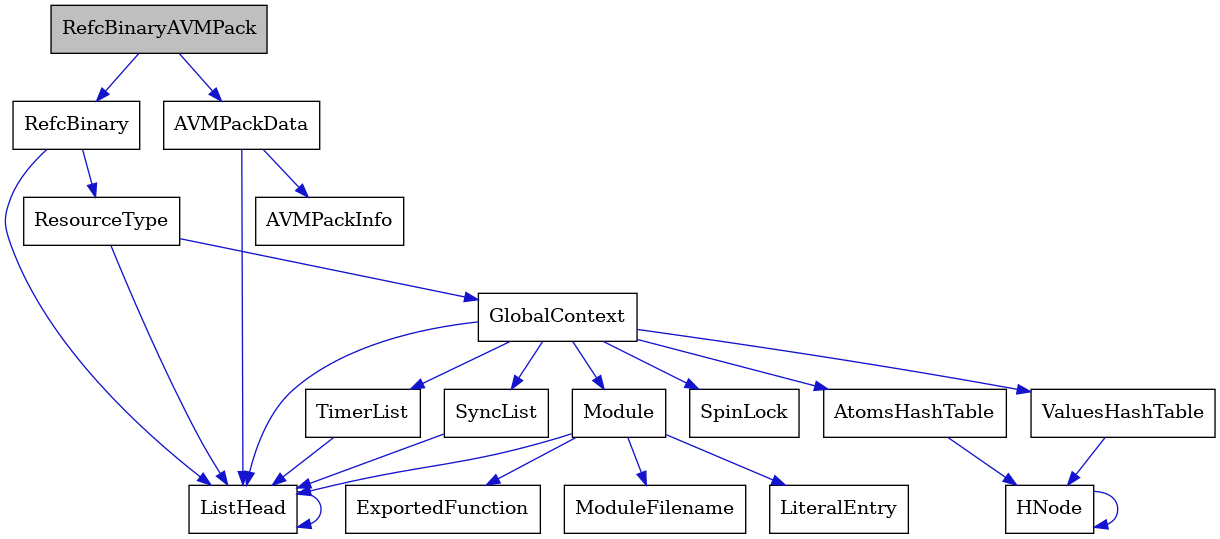 RefcBinaryAVMPack
RefcBinary
AVMPackData
ResourceType
AVMPackInfo
GlobalContext
TimerList
SyncList
Module
SpinLock
AtomsHashTable
ValuesHashTable
ListHead
ExportedFunction
ModuleFilename
LiteralEntry
HNode